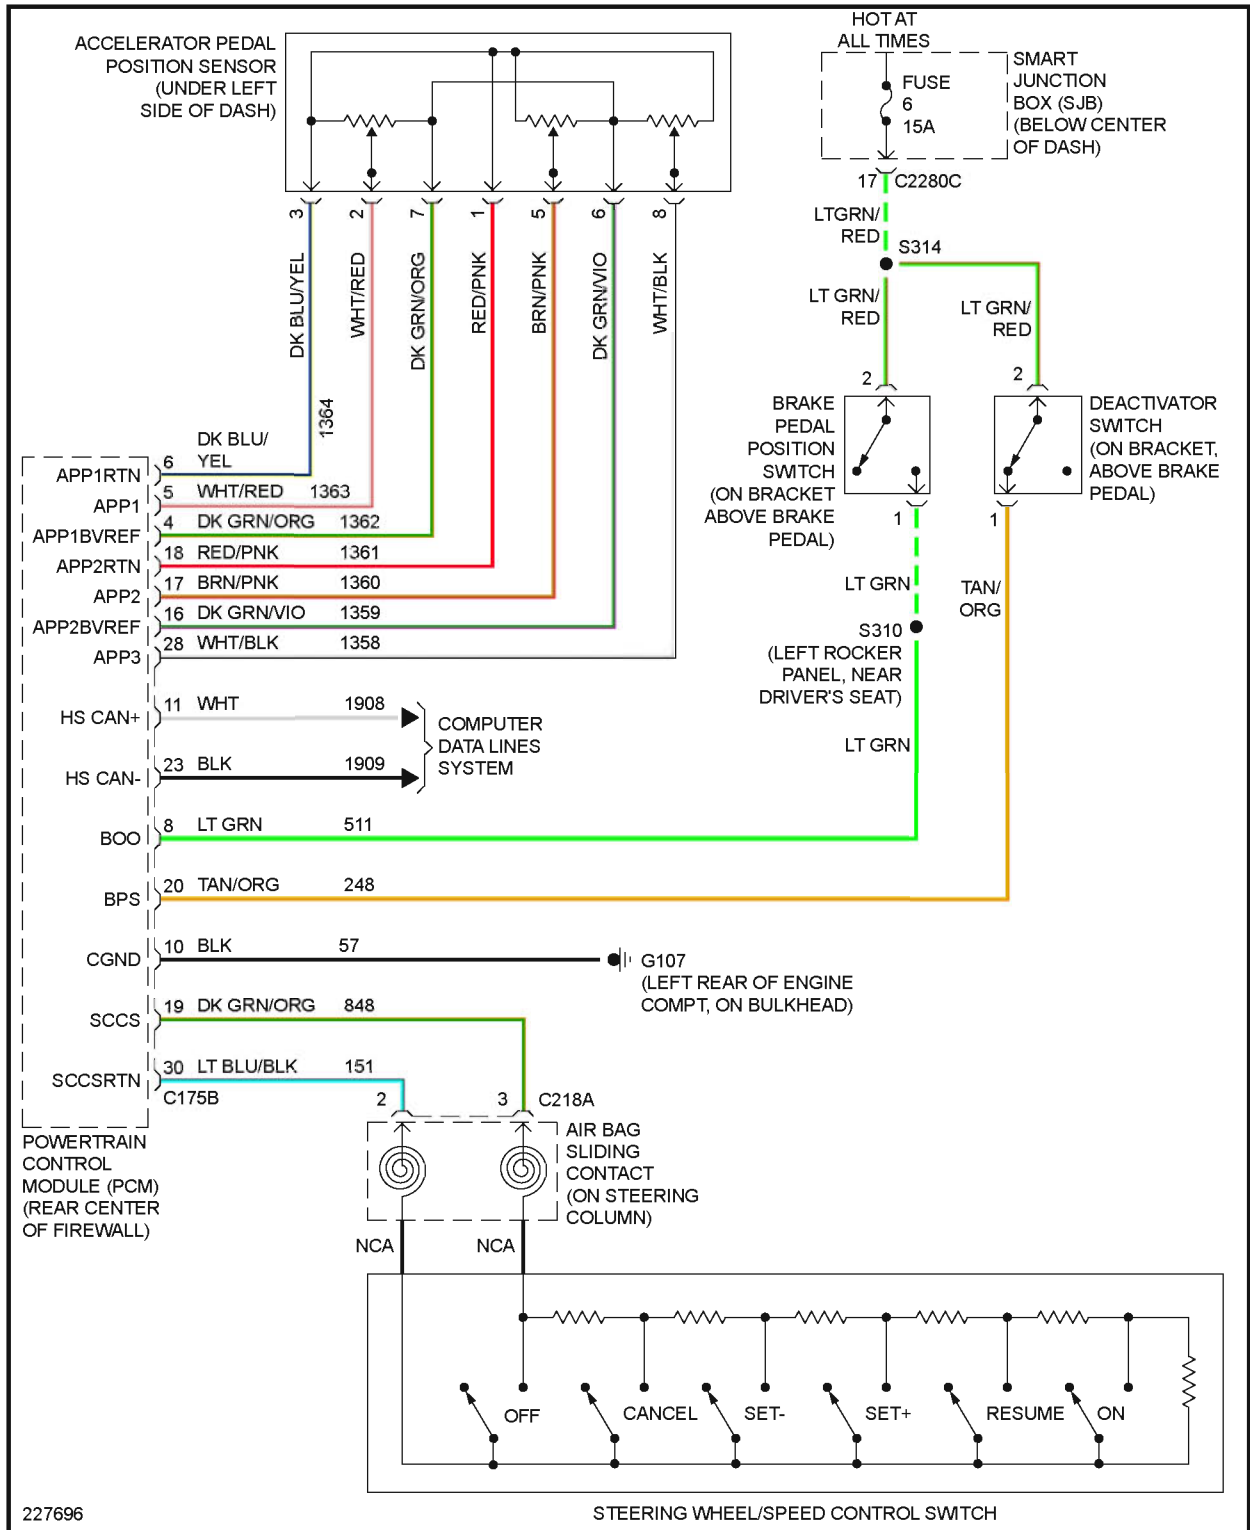 ACCELERATOR PEDAL
POSITION SENSOR
(UNDER LEFT
SIDE OF DASH)
HOT AT
ALL TIMES
FUSE
6
15A
SMART
JUNCTION
BOX (SJB)
(BELOW CENTER
OF DASH)
17 C2280C
LTGRN/
RED
S314
LT GRN/
RED
LT GRN/
RED
3
2
7
1
5
6
8
DK BLU/YEL
WHT/RED
DK GRN/ORG
RED/PNK
BRN/PNK
DK GRN/VIO
WHT/BLK
1364
2
2
BRAKE
PEDAL
POSITION
SWITCH
(ON BRACKET
ABOVE BRAKE
PEDAL)
DEACTIVATOR
SWITCH
(ON BRACKET,
ABOVE BRAKE
PEDAL)
1
1
LT GRN
TAN/
ORG
S310
(LEFT ROCKER
PANEL, NEAR
DRIVER'S SEAT)
LT GRN
DK BLU/
YEL
APP1RTN 6
APP1 5 WHT/RED 1363
APP1BVREF 4 DK GRN/ORG 1362
APP2RTN 18 RED/PNK 1361
APP2 17 BRN/PNK 1360
APP2BVREF 16 DK GRN/VIO 1359
APP3 28 WHT/BLK 1358
HS CAN+ 11 WHT 1908
HS CAN- 23 BLK 1909
COMPUTER
DATA LINES
SYSTEM
BOO 8 LT GRN 511
BPS 20 TAN/ORG 248
CGND 10 BLK 57
G107
(LEFT REAR OF ENGINE
COMPT, ON BULKHEAD)
SCCS 19 DK GRN/ORG 848
SCCSRTN 30 LT BLU/BLK 151
C175B
2 3 C218A
POWERTRAIN
CONTROL
MODULE (PCM)
(REAR CENTER
OF FIREWALL)
AIR BAG
SLIDING
CONTACT
(ON STEERING
COLUMN)
NCA NCA
OFF CANCEL SET- SET+ RESUME ON
227696
STEERING WHEEL/SPEED CONTROL SWITCH